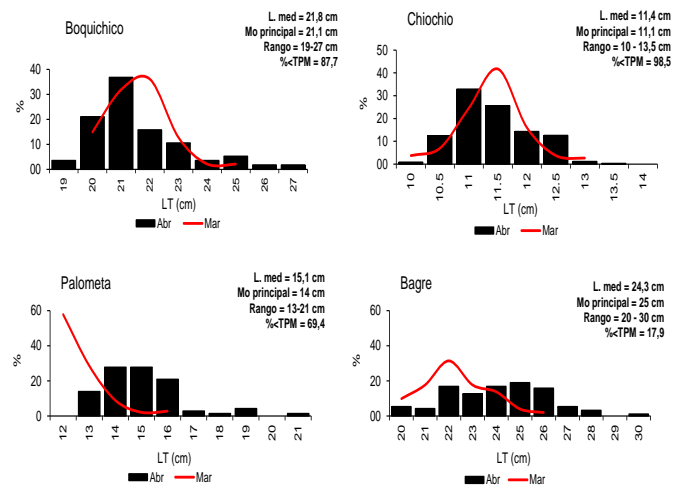 Boquichico
L. med = 21,8 cm
Mo principal = 21,1 cm
Rango = 19-27 cm
%<TPM = 87,7
%
40
30
20
10
00
19 20 21 22 23 24 25 26 27
LT (cm)
Abr Mar
Chiochio
L. med = 11,4 cm
Mo principal = 11,1 cm
Rango = 10 - 13,5 cm
%<TPM = 98,5
%
50
40
30
20
10
00
10 10.5 11 11.5 12 12.5 13 13.5 14
LT (cm)
Abr Mar
Palometa
L. med = 15,1 cm
Mo principal = 14 cm
Rango = 13-21 cm
%<TPM = 69,4
%
60
40
20
00
12 13 14 15 16 17 18 19 20 21
LT (cm)
Abr Mar
Bagre
L. med = 24,3 cm
Mo principal = 25 cm
Rango = 20 - 30 cm
%<TPM = 17,9
%
60
40
20
00
20 21 22 23 24 25 26 27 28 29 30
LT (cm)
Abr Mar